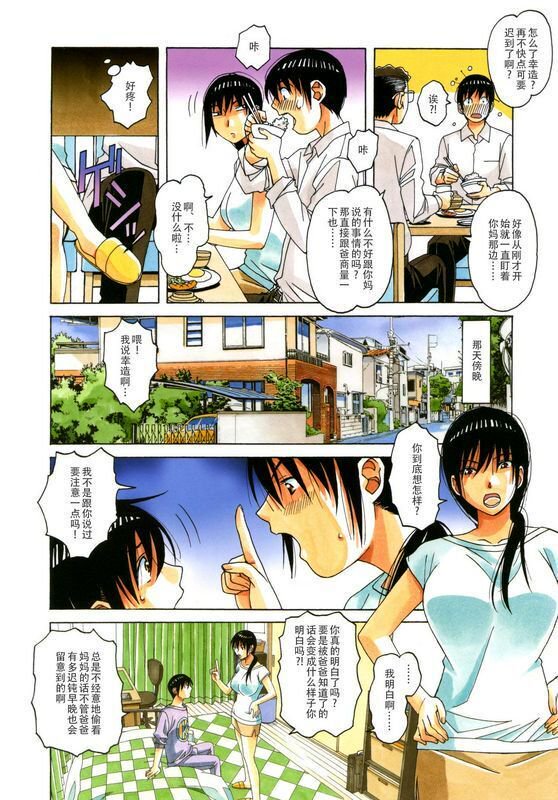 怎么了幸造?
再不快点可要
迟到了啊?
诶?!
好像从刚才开
始就一直盯着
你妈那边…?
咔
咔
有什么不好跟你妈
说的事情的吗?
那直接跟爸商量一
下也…
啊、不…
没什么啦…
好疼!
那天傍晚
喂!
我说幸造啊…
你到底想怎样?
我不是跟你说过
要注意一点吗!
我明白啊…
你真的明白了吗?
要是被爸爸知道了的
话会变成什么样子你
明白吗?!
总是不经意地偷看
妈妈的话不管爸爸
有多迟钝早晚也会
留意到的啊